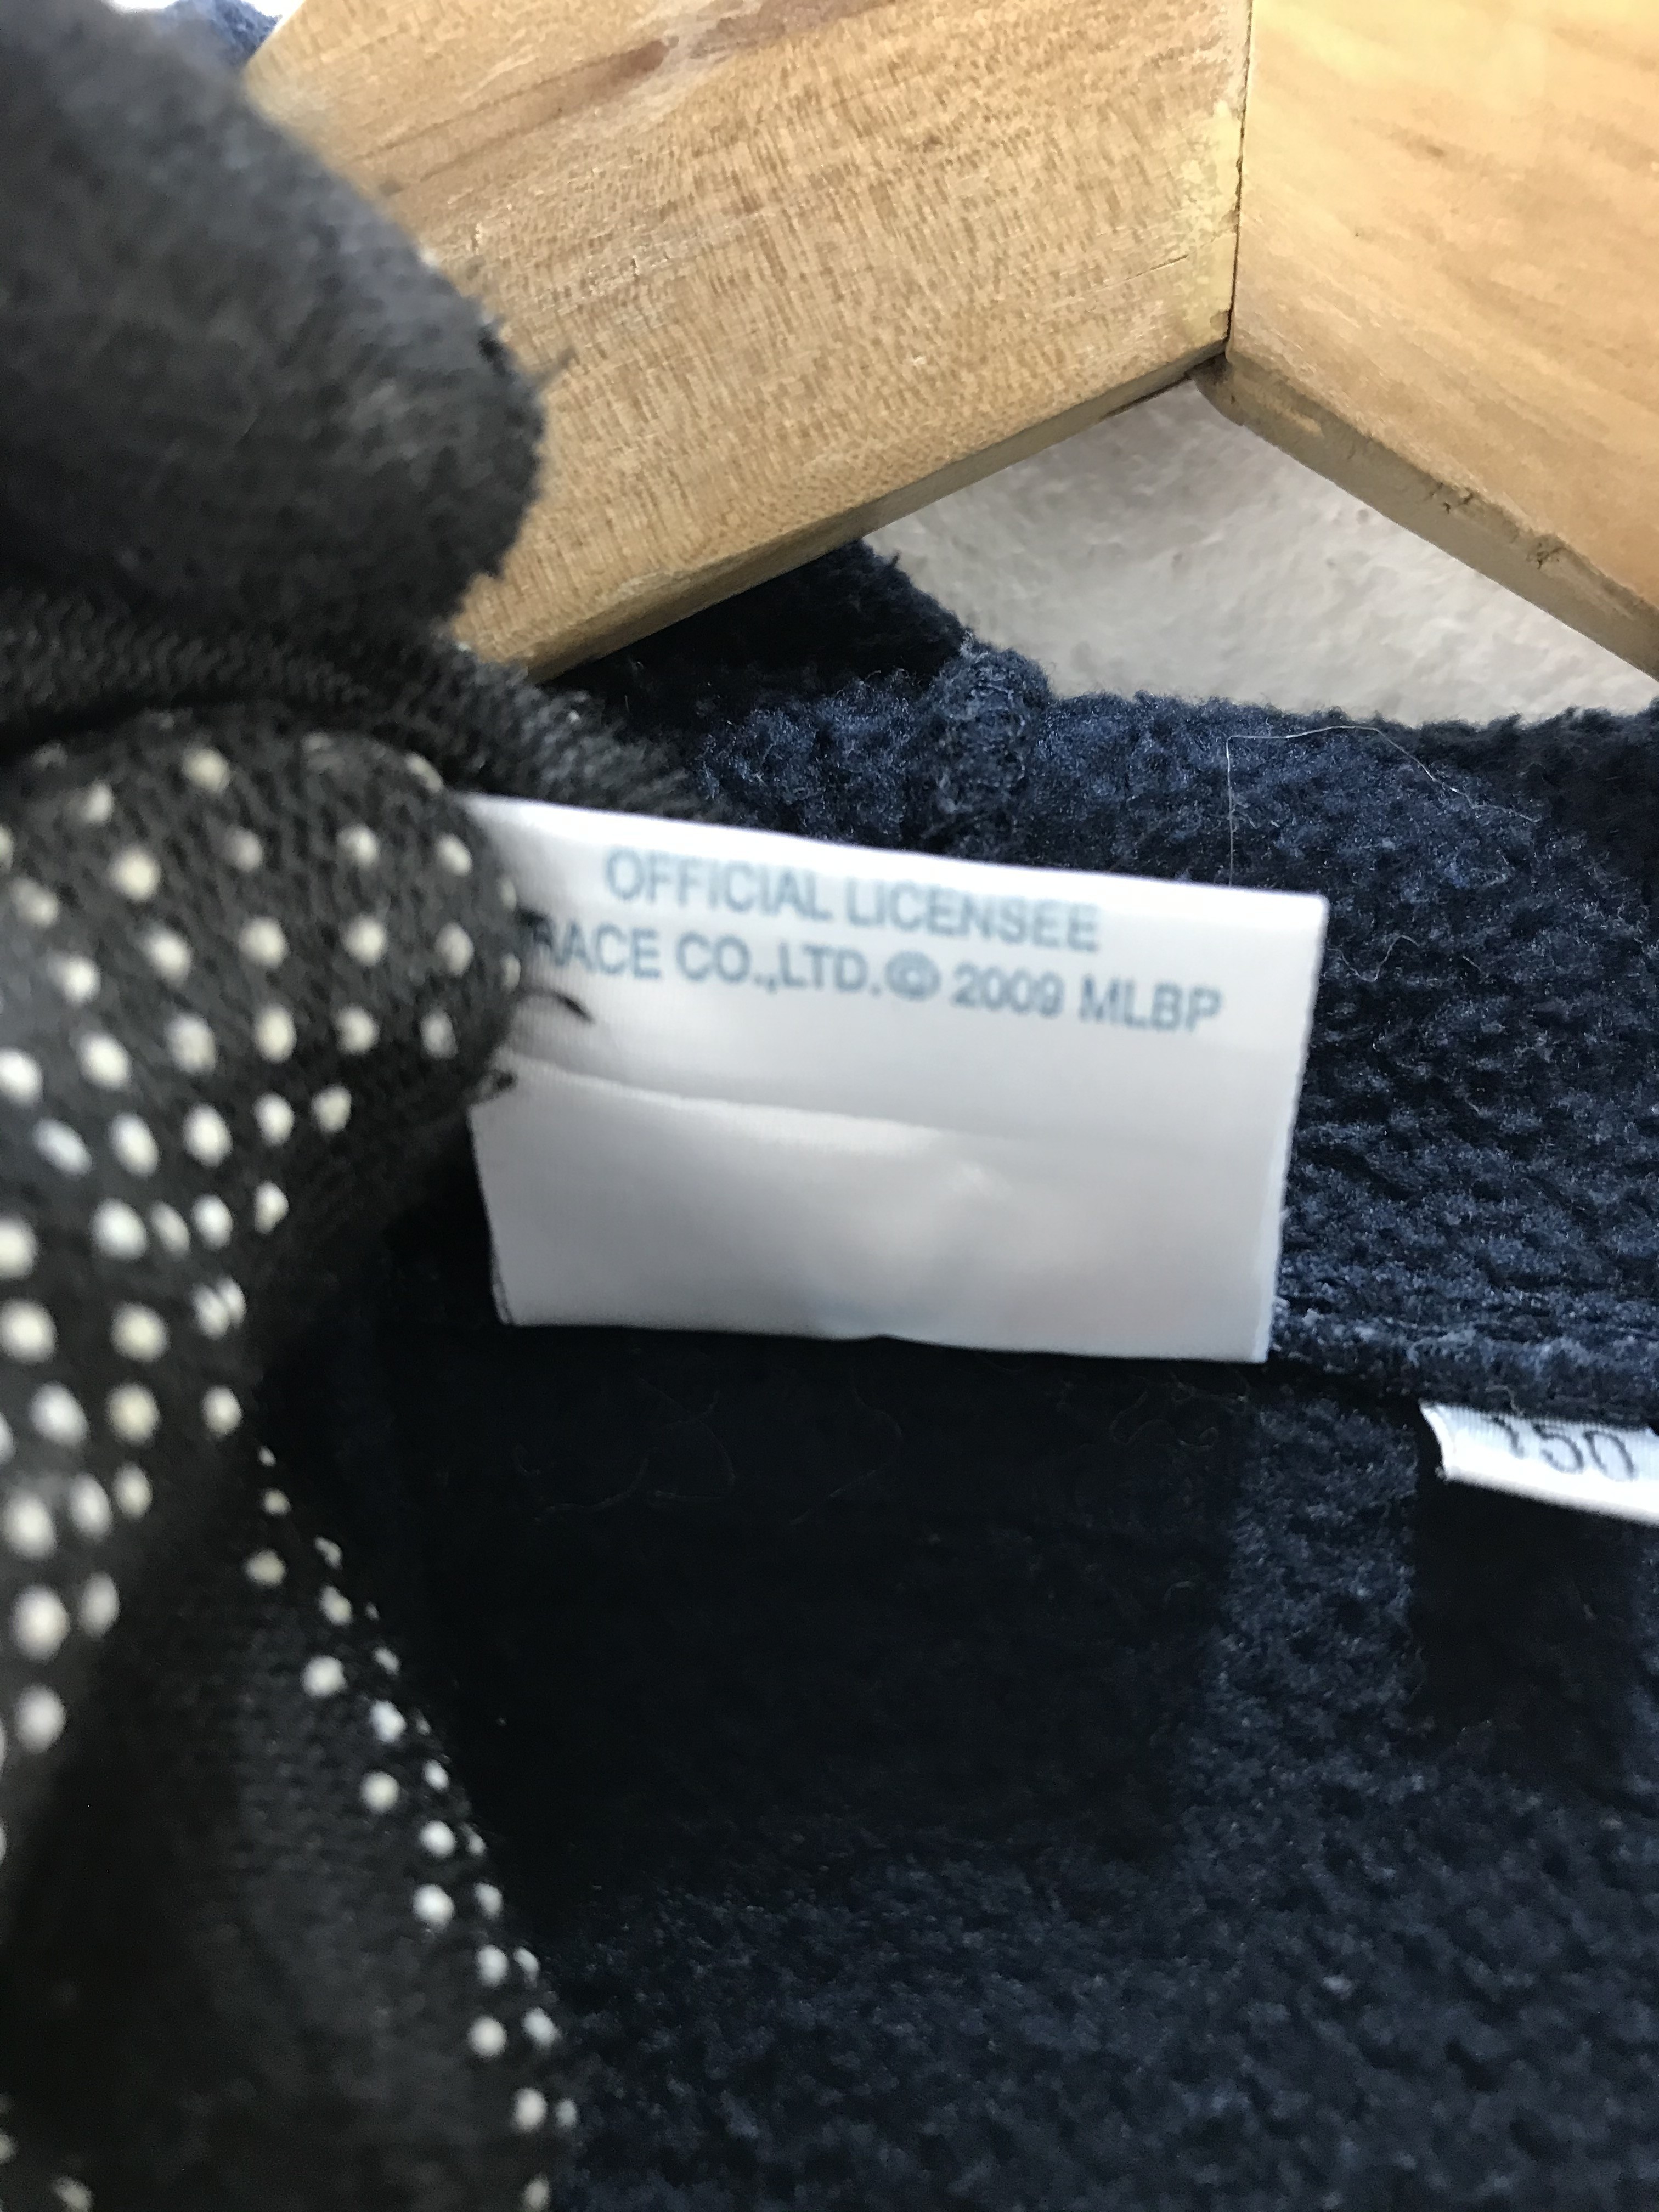 OFFICIAL LICENSEE
RACE CO.,LTD.© 2009 MLBP
150